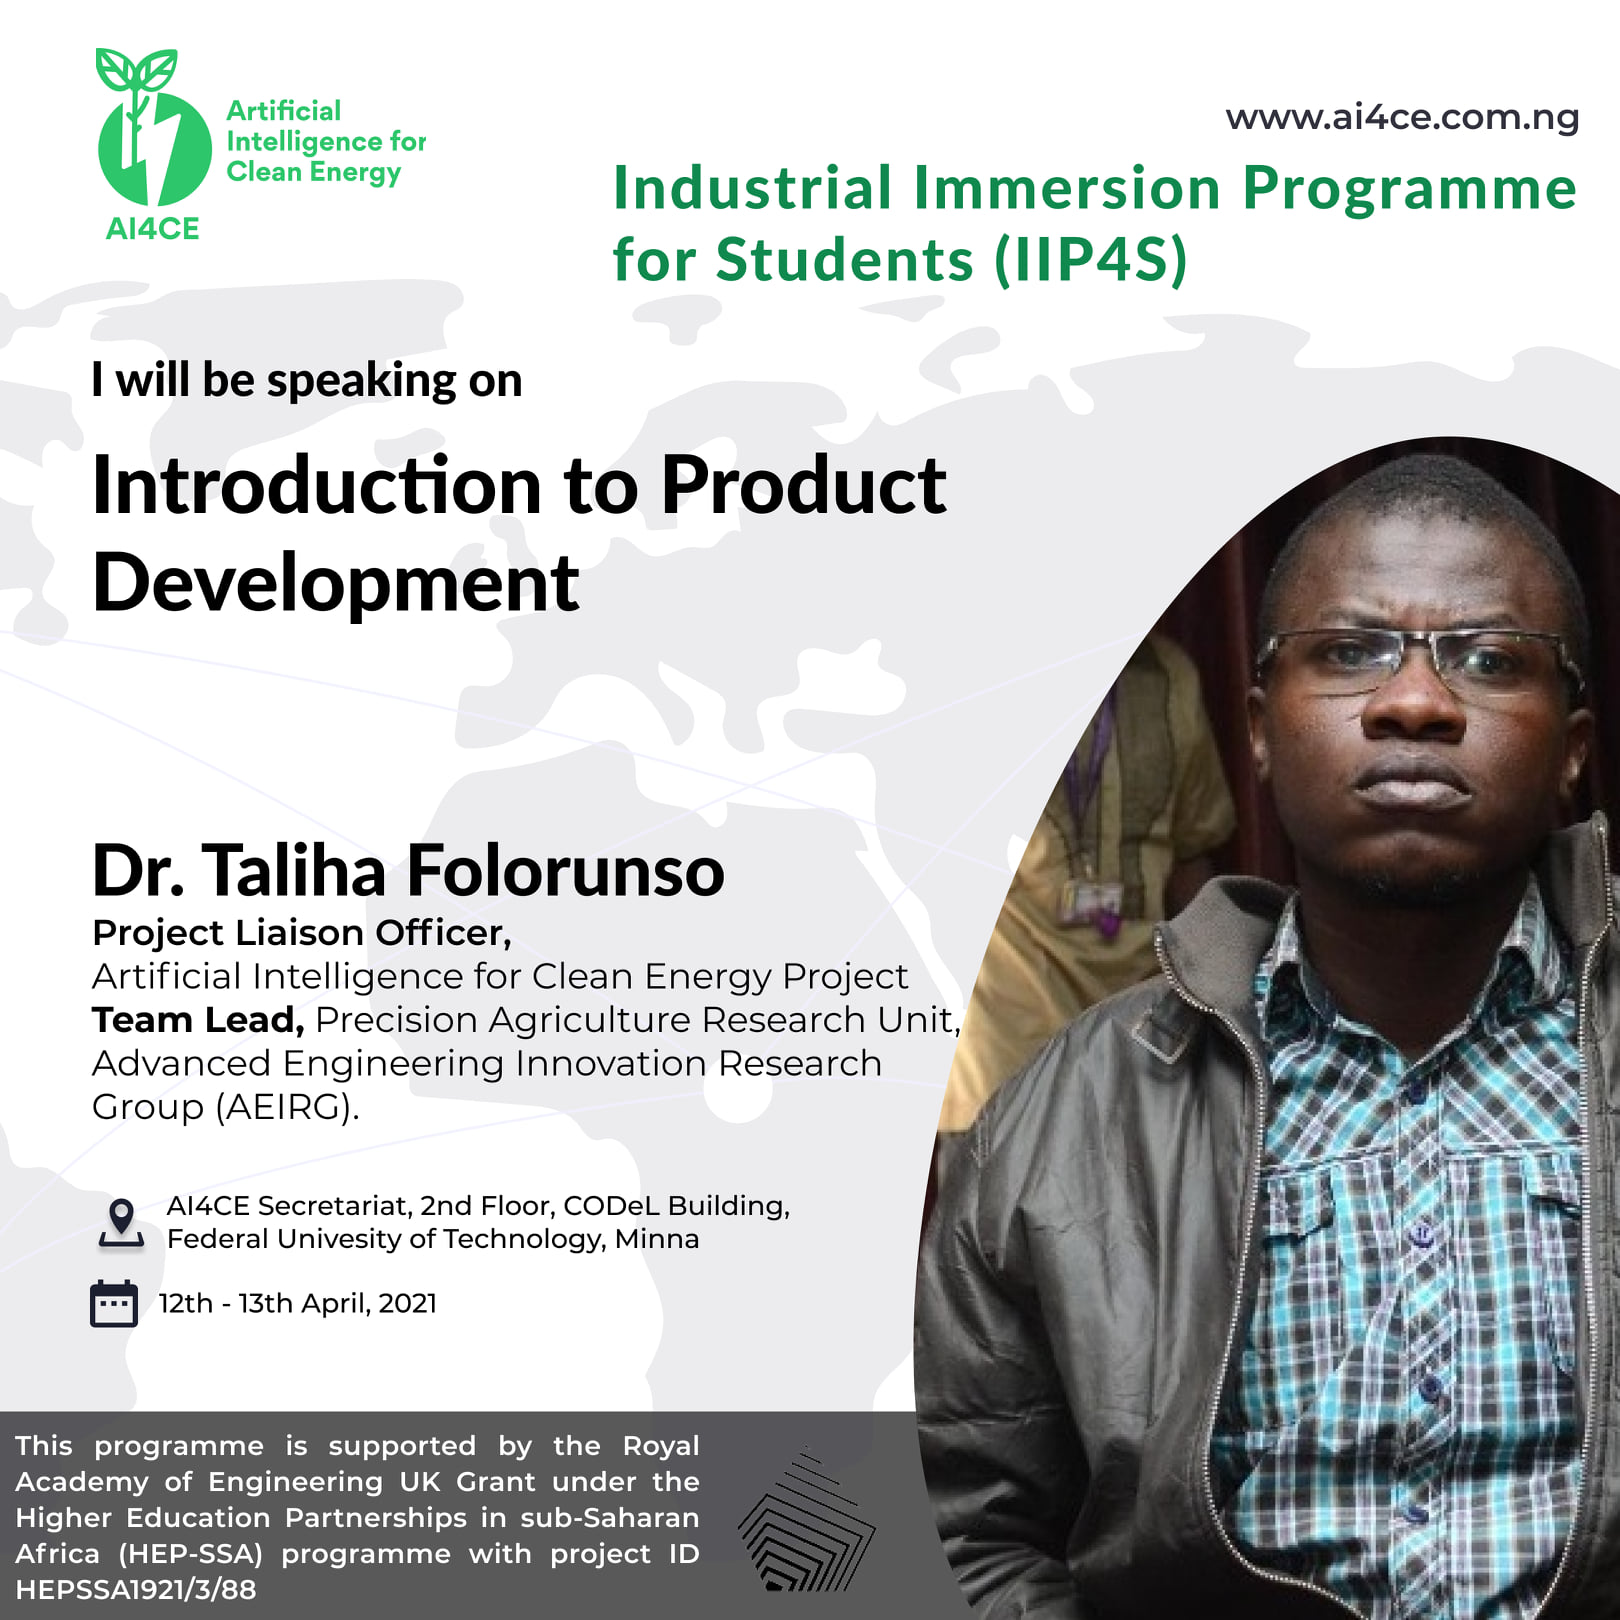 Artificial
Intelligence for
Clean Energy
AI4CE
www.ai4ce.com.ng
Industrial Immersion Programme
for Students (IIP4S)
I will be speaking on
Introduction to Product
Development
Dr. Taliha Folorunso
Project Liaison Officer,
Artificial Intelligence for Clean Energy Project
Team Lead, Precision Agriculture Research Unit,
Advanced Engineering Innovation Research
Group (AEIRG).
AI4CE Secretariat, 2nd Floor, CODeL Building,
Federal Univesity of Technology, Minna
12th - 13th April, 2021
This programme is supported by the Royal
Academy of Engineering UK Grant under the
Higher Education Partnerships in sub-Saharan
Africa (HEP-SSA) programme with project ID
HEPSSA1921/3/88